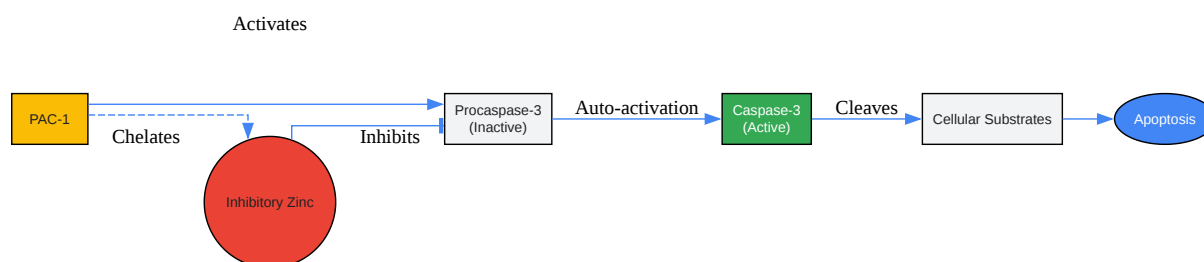 Activates
PAC-1
Chelates
Inhibitory Zinc
Inhibits
Procaspase-3
(Inactive)
Auto-activation
Caspase-3
(Active)
Cleaves
Cellular Substrates
Apoptosis